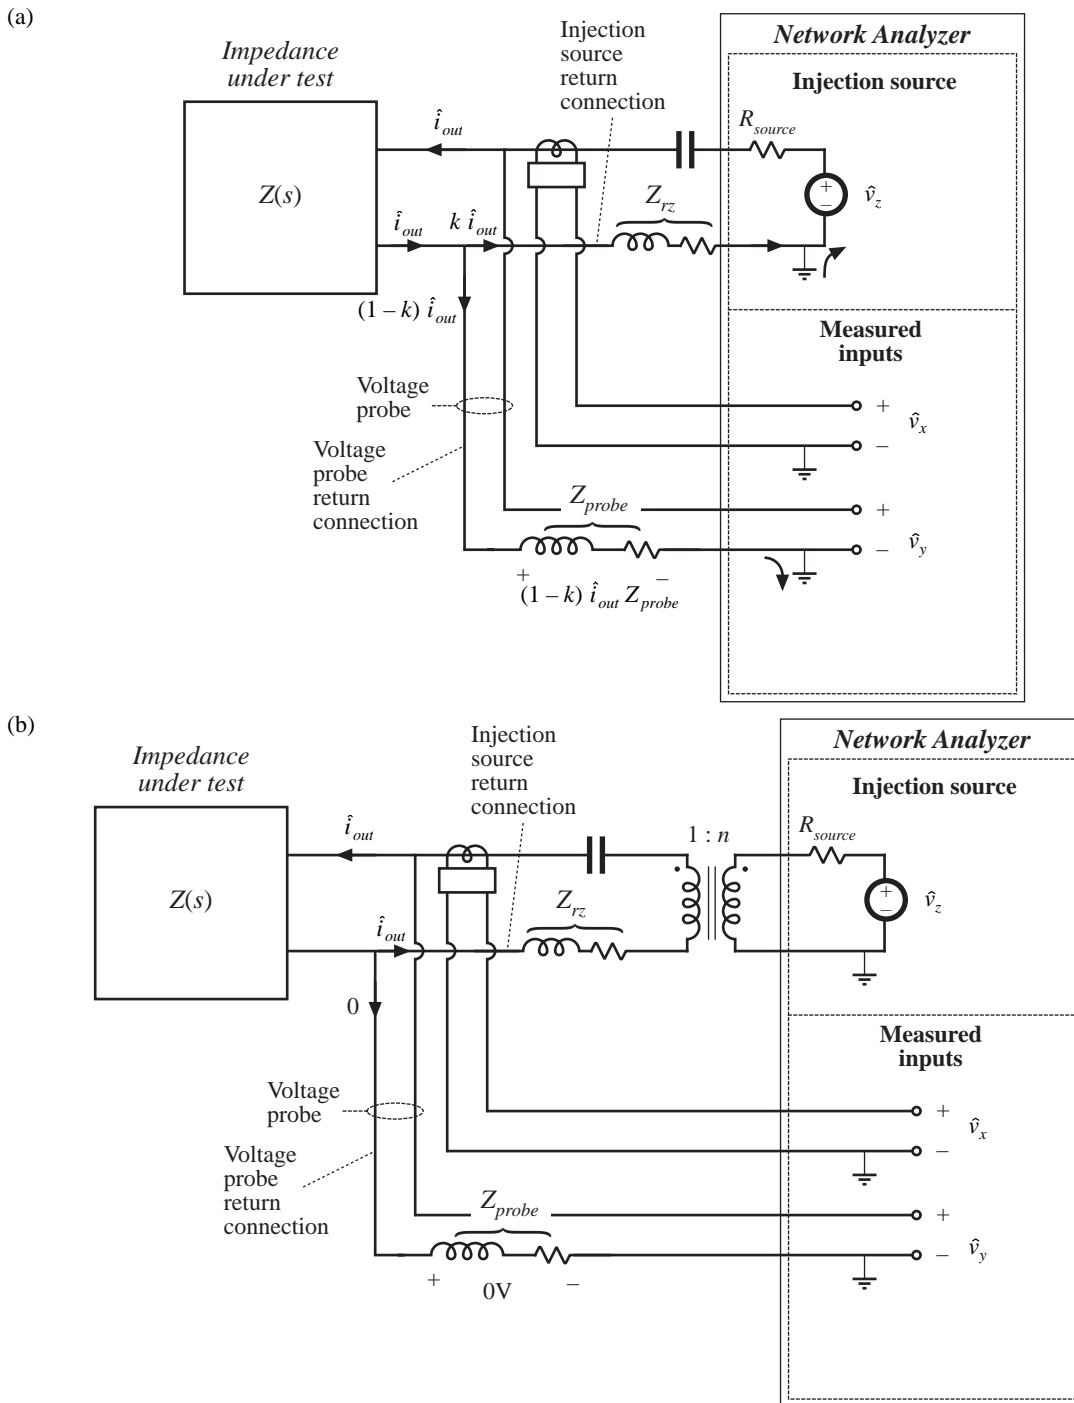 (a)
Impedance
under test
Injection
source
return
connection
Network Analyzer
Injection source
R_source
î_out
Z(s)
Z_rz
+
–
v̂_z
î_out
k î_out
(1 – k) î_out
Measured
inputs
Voltage
probe
+
v̂_x
–
Voltage
probe
return
connection
Z_probe
+
v̂_y
–
+
–
(1 – k) î_out Z_probe
(b)
Impedance
under test
Injection
source
return
connection
Network Analyzer
Injection source
î_out
1 : n
R_source
Z(s)
Z_rz
+
–
v̂_z
î_out
0
Measured
inputs
Voltage
probe
+
v̂_x
–
Voltage
probe
return
connection
Z_probe
+
v̂_y
–
+
–
0V